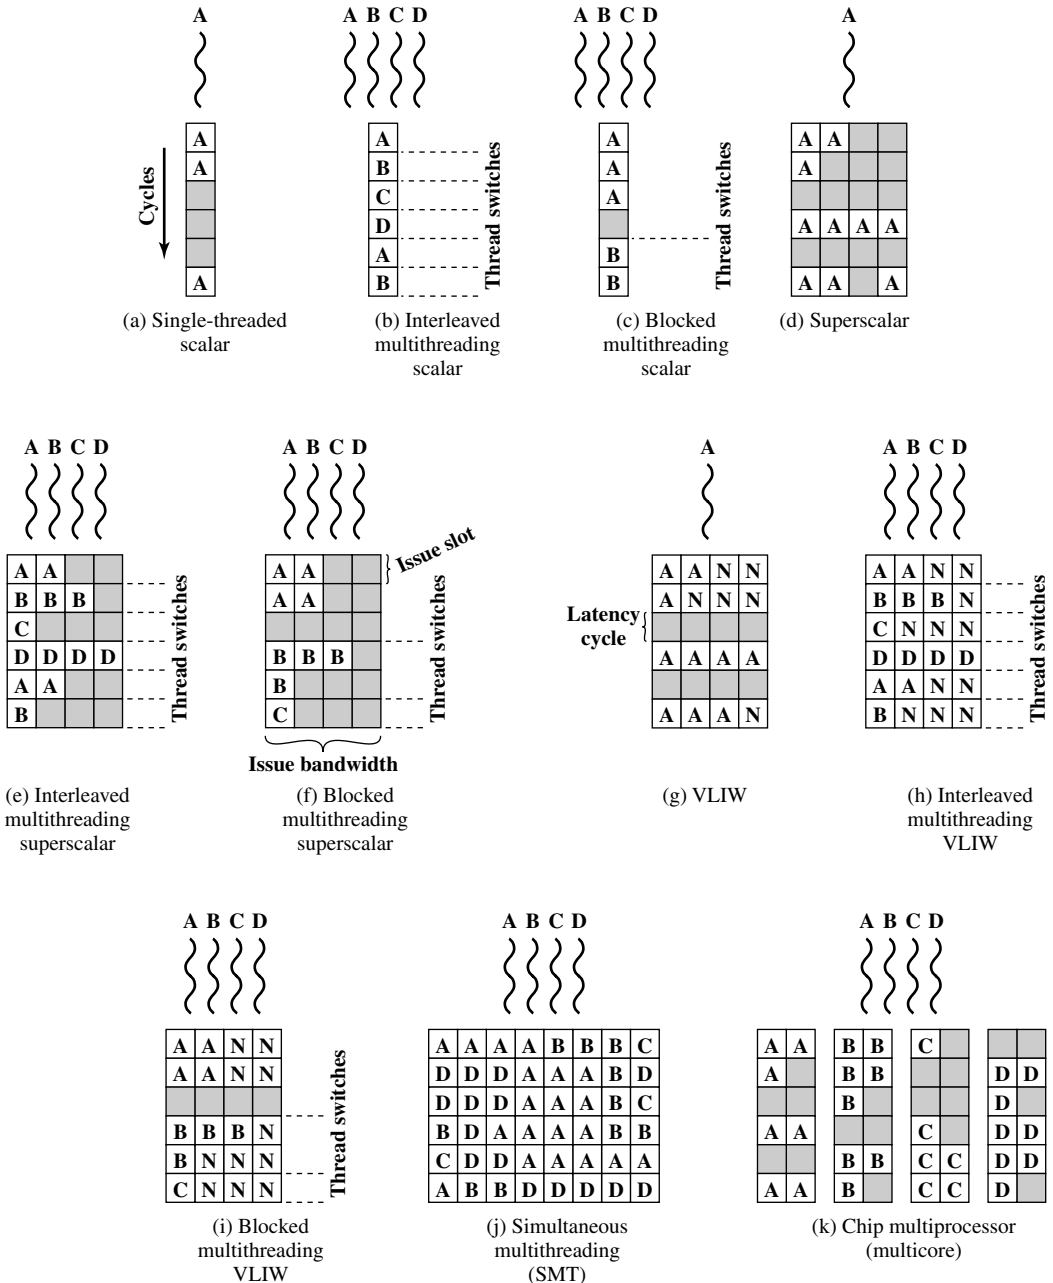 A
A B C D
A B C D
A
A
A
A
Cycles
(a) Single-threaded
scalar
A
B
C
D
A
B
Thread switches
(b) Interleaved
multithreading
scalar
A
A
A
B
B
Thread switches
(c) Blocked
multithreading scalar
A A
A
A A A A
A A A
(d) Superscalar
A B C D
A B C D
A
A B C D
A A
B B B
C
D D D D
A A
B
Thread switches
(e) Interleaved
multithreading
superscalar
A A
A A
B B B
B
C
Issue slot
Thread switches
Issue bandwidth
(f) Blocked
multithreading
superscalar
Latency
cycle
A A N N
A N N N
A A A A
A A A N
(g) VLIW
A A N N
B B B N
C N N N
D D D D
A A N N
B N N N
Thread switches
(h) Interleaved
multithreading
VLIW
A B C D
A B C D
A B C D
A A N N
A A N N
B B B N
B N N N
C N N N
Thread switches
(i) Blocked
multithreading
VLIW
A A A A B B B C
D D D A A A B D
D D D A A A B C
B D A A A A B B
C D D A A A A A
A B B D D D D D
(j) Simultaneous
multithreading
(SMT)
A A B B C
A B B D D
B D
A A C D D
B B C C D D
A A B C C D
(k) Chip multiprocessor
(multicore)